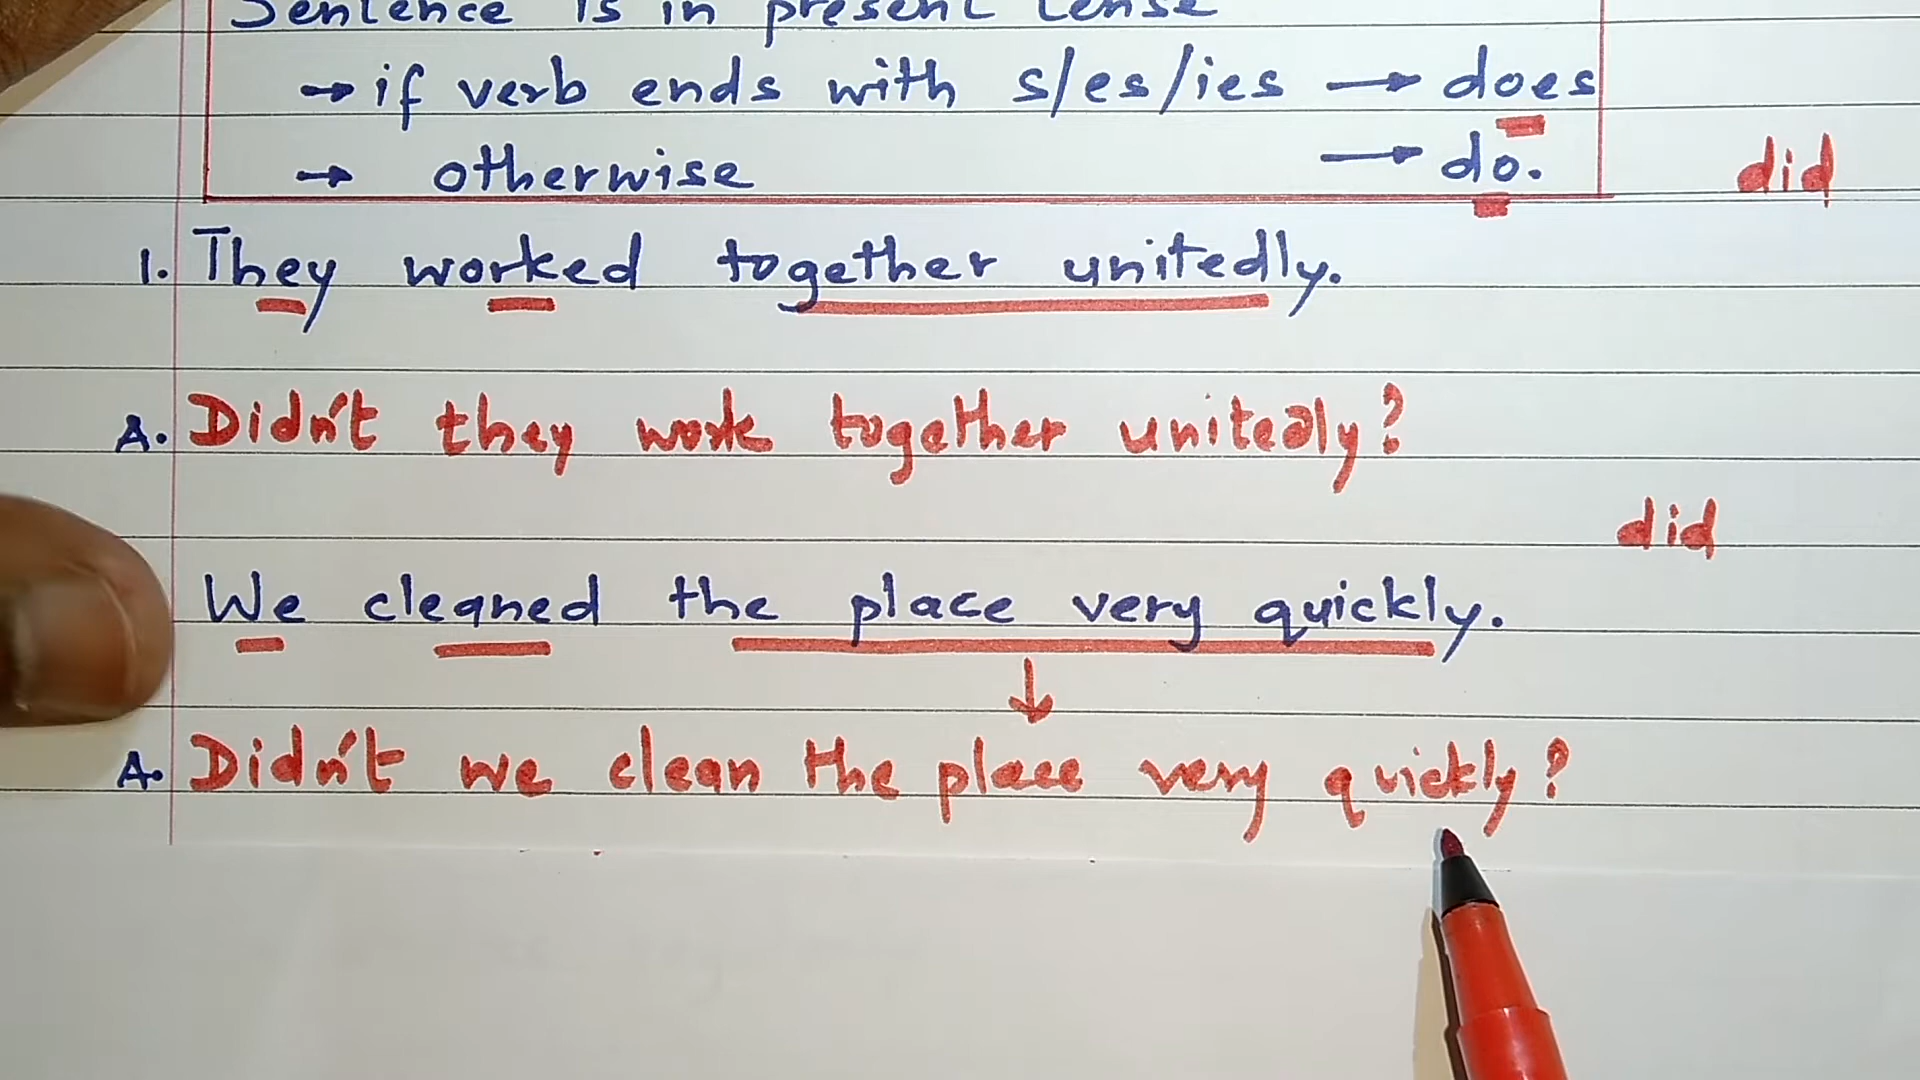 Sentence is in present tense
→ if verb ends with s/es/ies → does
→ otherwise → do.
did
1. They worked together unitedly.
A. Didn't they work together unitedly?
did
We cleaned the place very quickly.
↓
A. Didn't we clean the place very quickly?